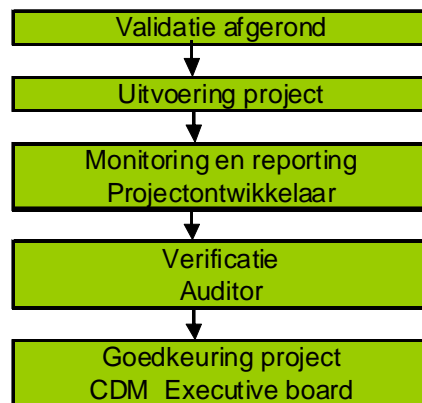 Validatie afgerond
Uitvoering project
Monitoring en reporting
Projectontwikkelaar
Verificatie
Auditor
Goedkeuring project
CDM Executive board